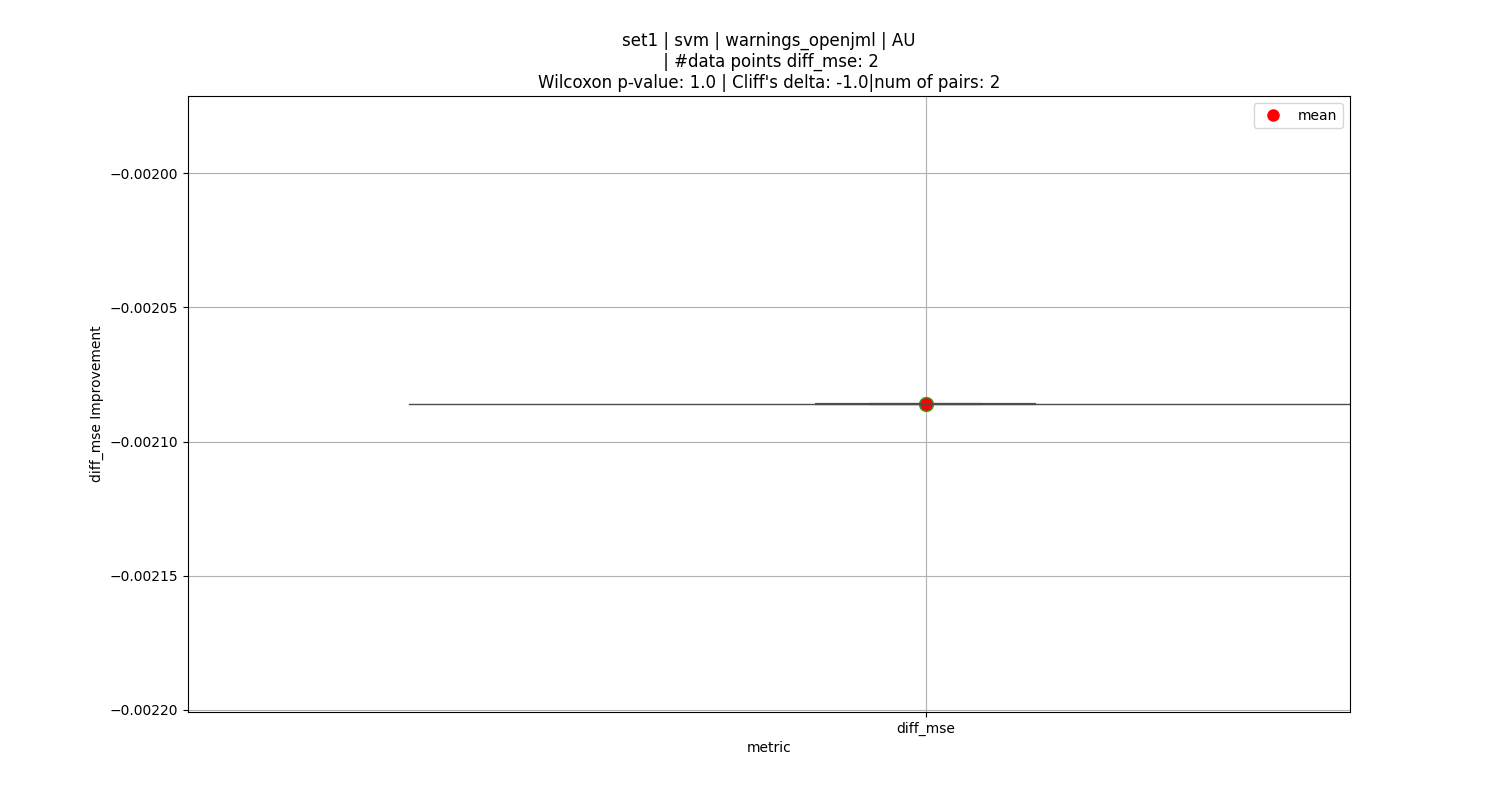 set1 | svm | warnings_openjml | AU
| #data points diff_mse: 2
Wilcoxon p-value: 1.0 | Cliff's delta: -1.0|num of pairs: 2
mean
−0.00200
−0.00205
−0.00210
−0.00215
−0.00220
diff_mse Improvement
diff_mse
metric